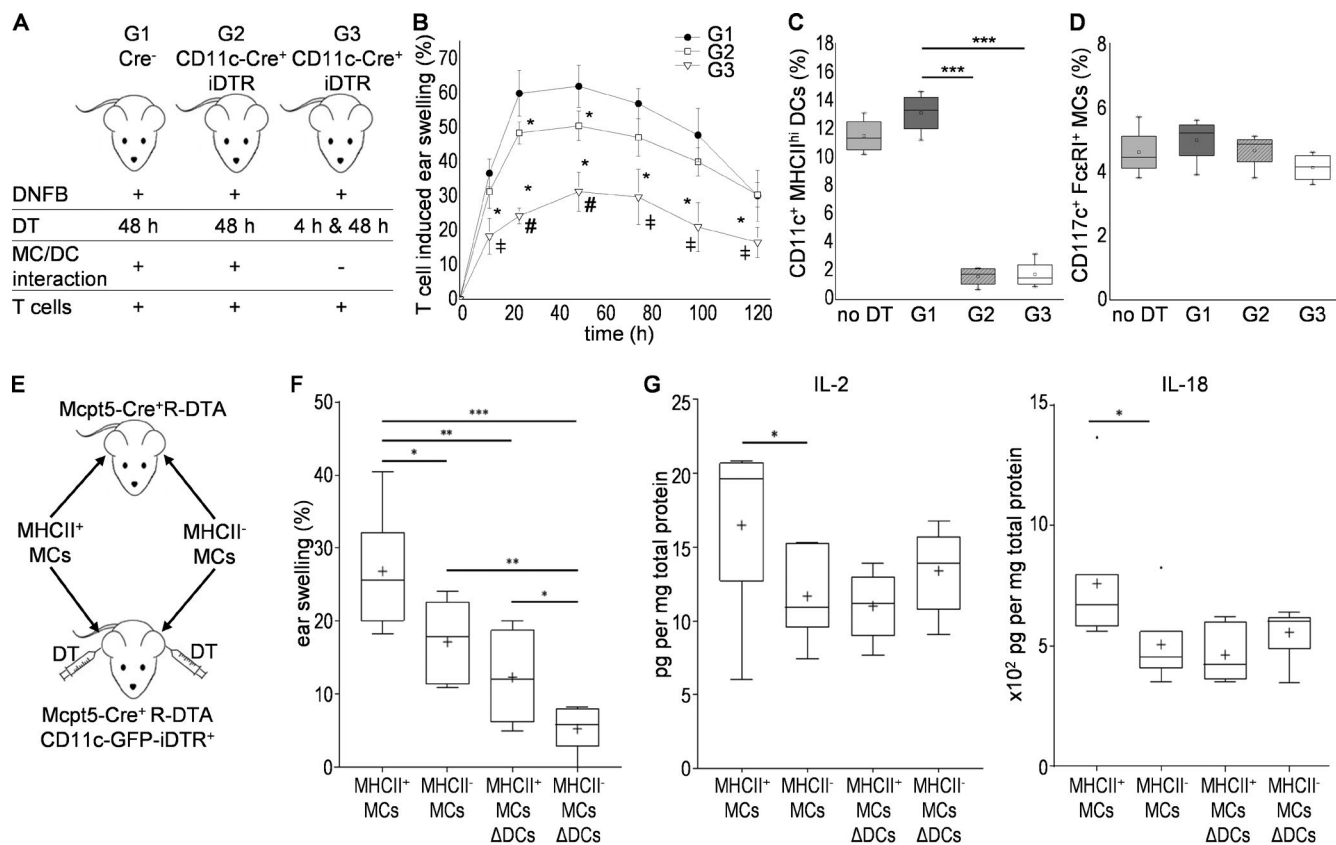 A
G1 G2 G3
Cre- CD11c-Cre+ CD11c-Cre+
iDTR iDTR
DNFB + + +
DT 48 h 48 h 4 h & 48 h
MC/DC
interaction + + -
T cells + + +
B
T cell induced ear swelling (%)
70
60
50
40
30
20
10
0
0 20 40 60 80 100 120
time (h)
G1
G2
G3
* * * * * * * * *
# #
ǂ ǂ ǂ ǂ
C
CD11c+ MHCIIhi DCs (%)
18
16
14
12
10
8
6
4
2
0
***
***
no DT G1 G2 G3
D
CD117c+ FcεRI+ MCs (%)
8
6
4
2
0
no DT G1 G2 G3
E
Mcpt5-Cre+R-DTA
MHCII+ MHCII-
MCs MCs
DT DT
Mcpt5-Cre+ R-DTA
CD11c-GFP-iDTR+
F
ear swelling (%)
50
40
30
20
10
0
***
**
*
**
*
MHCII+ MHCII- MHCII+ MHCII-
MCs MCs MCs MCs
ΔDCs ΔDCs
G
IL-2
pg per mg total protein
25
20
15
10
5
0
*
MHCII+ MHCII- MHCII+ MHCII-
MCs MCs MCs MCs
ΔDCs ΔDCs
IL-18
x10² pg per mg total protein
15
10
5
0
*
MHCII+ MHCII- MHCII+ MHCII-
MCs MCs MCs MCs
ΔDCs ΔDCs